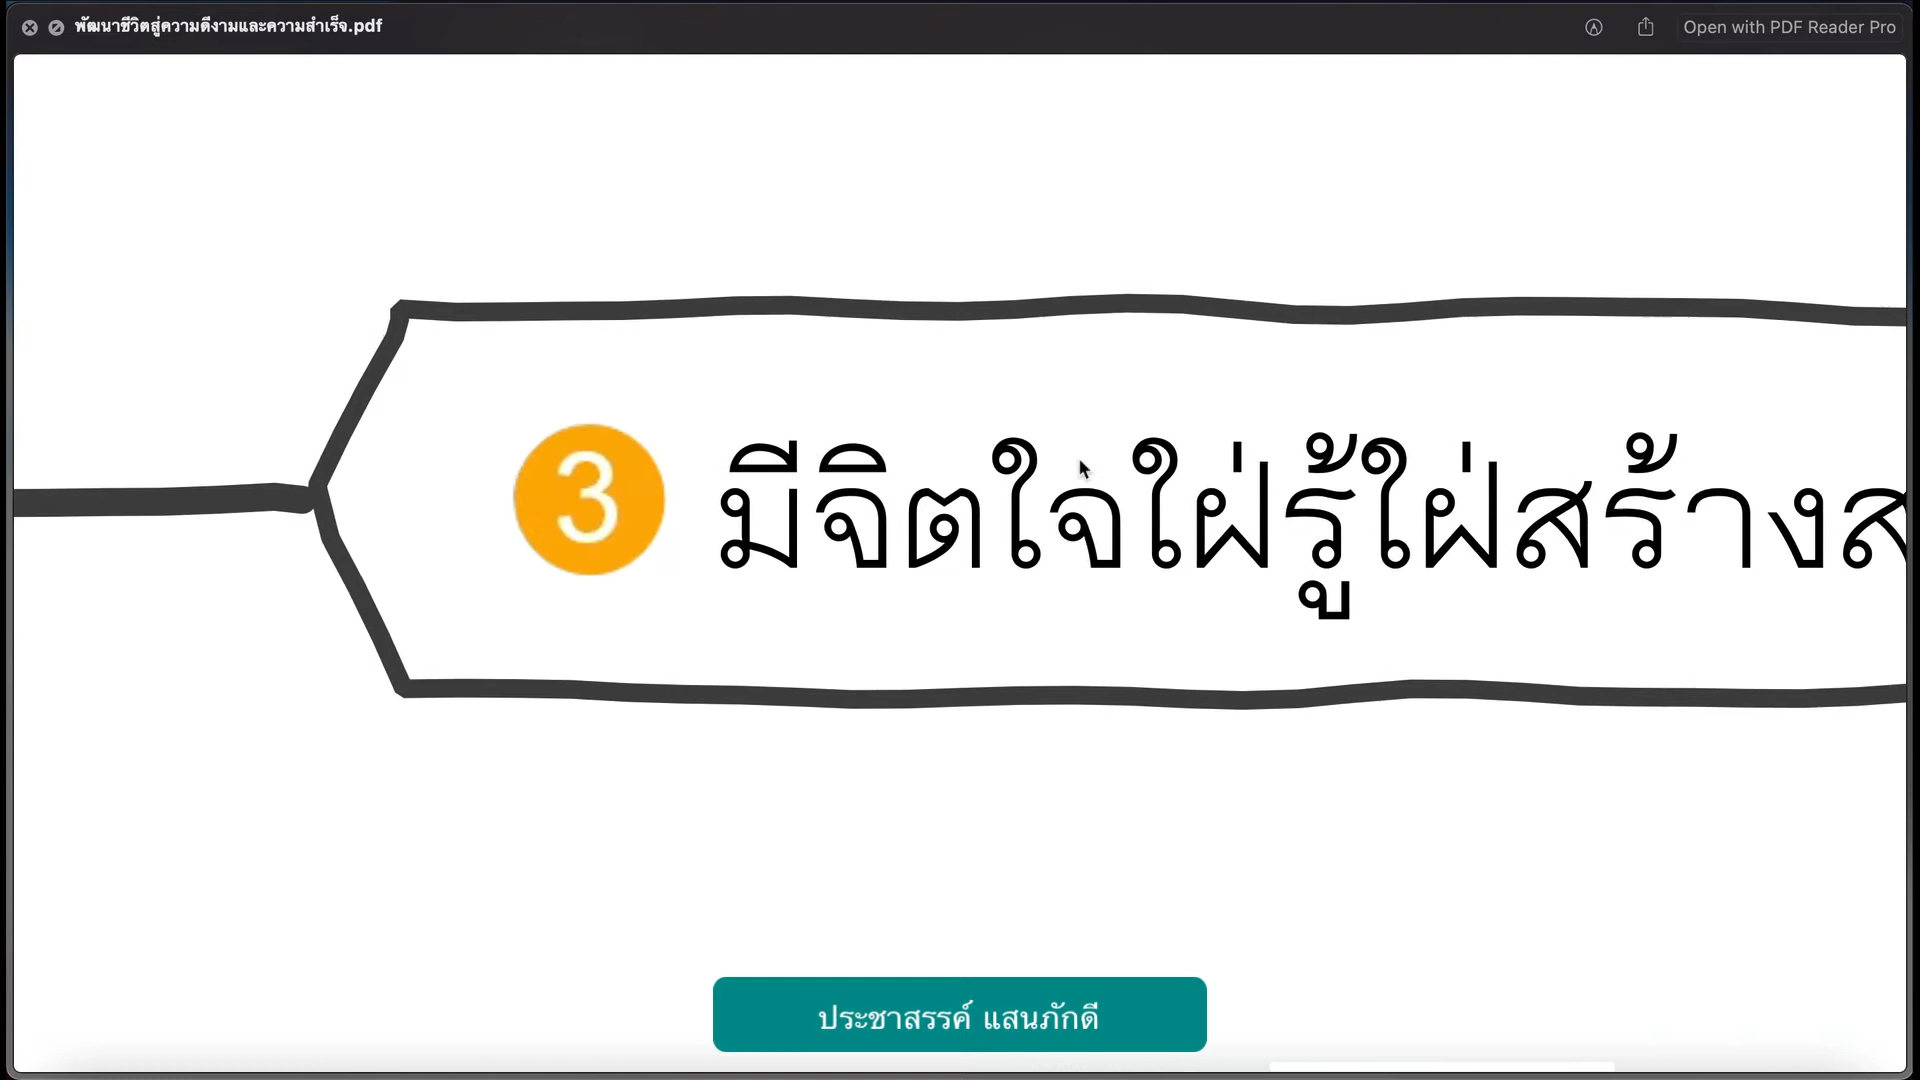 พัฒนาชีวิตสู่ความดีงามและความสำเร็จ.pdf
Open with PDF Reader Pro
3 มีจิตใจใฝ่รู้ใฝ่สร้างส
ประชาสรรค์ แสนภักดี